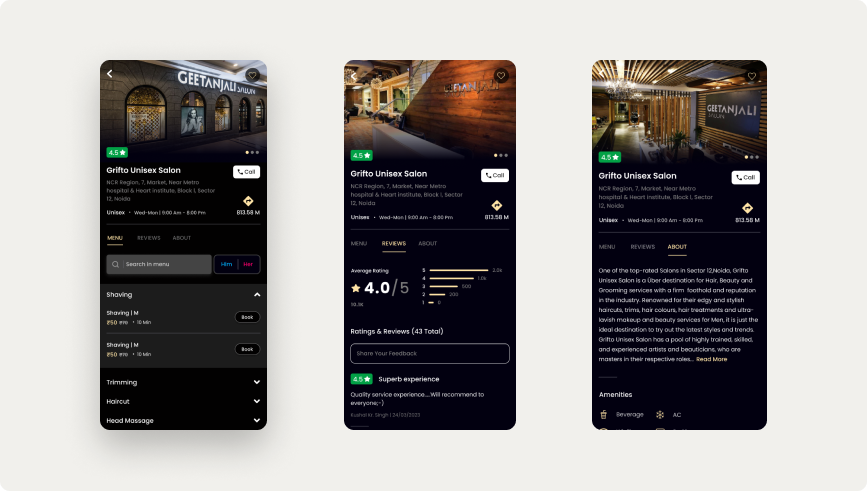 GEETANJALI SALON
4.5 ★
Grifto Unisex Salon
Call
NCR Region, 7, Market, Near Metro
hospital & Heart institute, Block l, Sector
12, Noida
Unisex • Wed-Mon | 9:00 Am - 8:00 Pm
813.58 M
MENU REVIEWS ABOUT
Search in menu
Him Her
Shaving
Shaving | M
₹50 ₹70 • 10 Min
Book
Shaving | M
₹50 ₹70 • 10 Min
Book
Trimming
Haircut
Head Massage
GEETANJALI
4.5 ★
Grifto Unisex Salon
Call
NCR Region, 7, Market, Near Metro
hospital & Heart institute, Block l, Sector
12, Noida
Unisex • Wed-Mon | 9:00 Am - 8:00 Pm
813.58 M
MENU REVIEWS ABOUT
Average Rating
4.0/5
10.3K
5 2.0k
4 1.0k
3 500
2 200
1 0
Ratings & Reviews (43 Total)
Share Your Feedback
4.5 ★ Superb experience
Quality service experience....Will recommend to
everyone;-)
Kushal Kr. Singh | 24/03/2023
GEETANJALI
SALON
4.5 ★
Grifto Unisex Salon
Call
NCR Region, 7, Market, Near Metro
hospital & Heart institute, Block l, Sector
12, Noida
Unisex • Wed-Mon | 9:00 Am - 8:00 Pm
813.58 M
MENU REVIEWS ABOUT
One of the top-rated Salons in Sector 12,Noida, Grifto
Unisex Salon is a Über destination for Hair, Beauty and
Grooming services with a firm foothold and reputation
in the industry. Renowned for their edgy and stylish
haircuts, trims, hair colours, hair treatments and ultra-
lavish makeup and beauty services for Men, it is just the
ideal destination to try out the latest styles and trends.
Grifto Unisex Salon has a pool of highly trained, skilled,
and experienced artists and beauticians, who are
masters in their respective roles... Read More
Amenities
Beverage AC